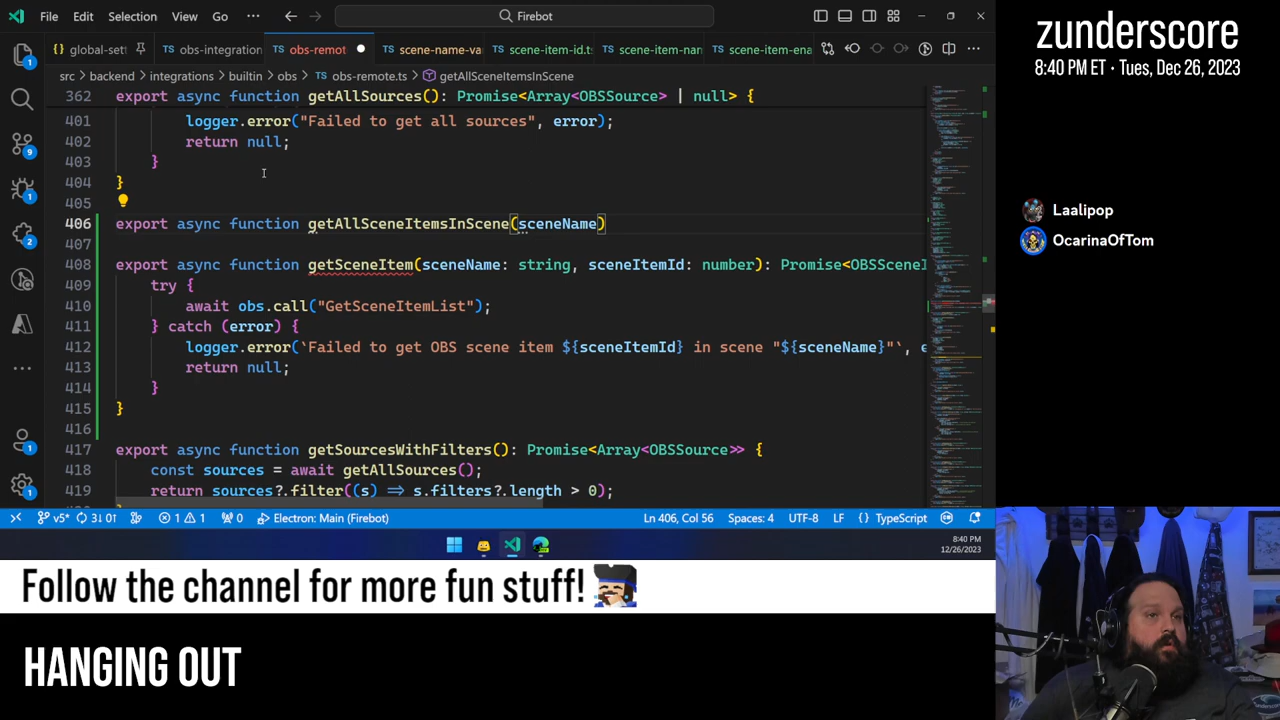 File Edit Selection View Go ··· Firebot
global-set obs-integration obs-remot scene-name-va scene-item-id.t scene-item-nan scene-item-ena
src > backend > integrations > builtin > obs > obs-remote.ts > getAllSceneItemsInScene
362 export async function getAllSources(): Promise<Array<OBSSource> | null> {
401 logger.error("Failed to get all sources", error);
402 return null;
403 }
404 }
405
406 export async function getAllSceneItemsInScene(sceneName)
407
408 export async function getSceneItem(sceneName: string, sceneItemId: number): Promise<OBSSceneI
409 try {
410 await obs.call("GetSceneItemList");
411 } catch (error) {
412 logger.error(`Failed to get OBS scene item ${sceneItemId} in scene "${sceneName}"`, e
413 return null;
414 }
415 }
416
417 export async function getSourcesWithFilters(): Promise<Array<OBSSource>> {
418 const sources = await getAllSources();
419 return sources?.filter((s) => s.filters?.length > 0);
v5* 3↓ 0↑ 1 1 0 Electron: Main (Firebot) Ln 406, Col 56 Spaces: 4 UTF-8 LF { } TypeScript
8:40 PM
12/26/2023
zunderscore
8:40 PM ET • Tues, Dec 26, 2023
Laalipop
OcarinaOfTom
Follow the channel for more fun stuff!
HANGING OUT